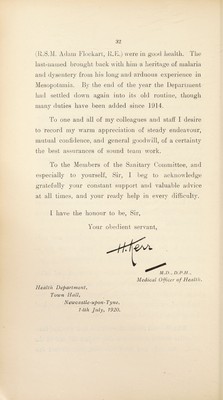 32
(R.S.M. Adam Flockart, R.E.) were in good health. The
last-named brought back with him a heritage of malaria
and dysentery from his long and arduous experience in
Mesopotamia. By the end of the year the Department
had settled down again into its old routine, though
many duties have been added since 1914.
To one and all of my colleagues and staff I desire
to record my warm appreciation of steady endeavour,
mutual confidence, and general goodwill, of a certainty
the best assurances of sound team work.
To the Members of the Sanitary Committee, and
especially to yourself, Sir, I beg to acknowledge
gratefully your constant support and valuable advice
at all times, and your ready help in every difficulty.
I have the honour to be, Sir,
Your obedient servant,
H. Kerr
M.D., D.P.H.,
Medical Officer of Health.
Health Department,
Town Hall,
Newcastle-upon-Tyne,
14th July, 1920.